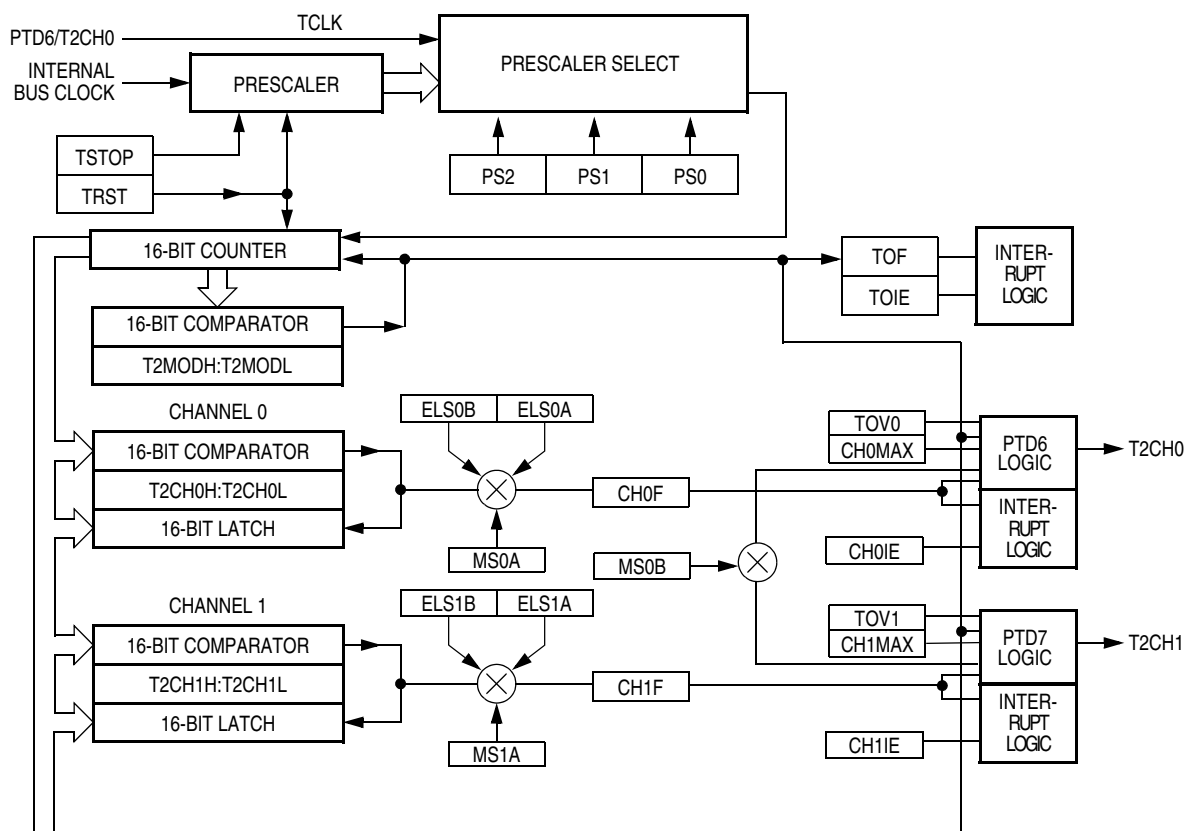 TCLK
PTD6/T2CH0
INTERNAL
BUS CLOCK
PRESCALER
PRESCALER SELECT
TSTOP
TRST
PS2
PS1
PS0
16-BIT COUNTER
TOF
TOIE
INTER-
RUPT
LOGIC
16-BIT COMPARATOR
T2MODH:T2MODL
CHANNEL 0
ELS0B
ELS0A
16-BIT COMPARATOR
T2CH0H:T2CH0L
16-BIT LATCH
MS0A
CH0F
MS0B
TOV0
CH0MAX
PTD6
LOGIC
T2CH0
INTER-
RUPT
LOGIC
CH0IE
CHANNEL 1
ELS1B
ELS1A
16-BIT COMPARATOR
T2CH1H:T2CH1L
16-BIT LATCH
MS1A
CH1F
TOV1
CH1MAX
PTD7
LOGIC
T2CH1
INTER-
RUPT
LOGIC
CH1IE